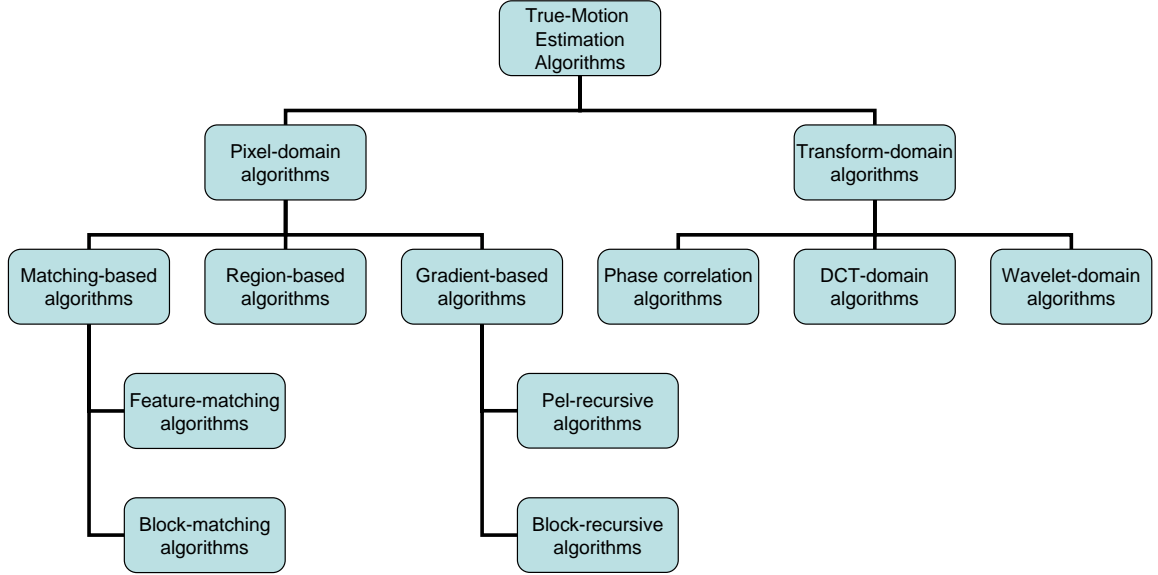 True-Motion
Estimation
Algorithms
Pixel-domain
algorithms
Transform-domain
algorithms
Matching-based
algorithms
Region-based
algorithms
Gradient-based
algorithms
Phase correlation
algorithms
DCT-domain
algorithms
Wavelet-domain
algorithms
Feature-matching
algorithms
Pel-recursive
algorithms
Block-matching
algorithms
Block-recursive
algorithms